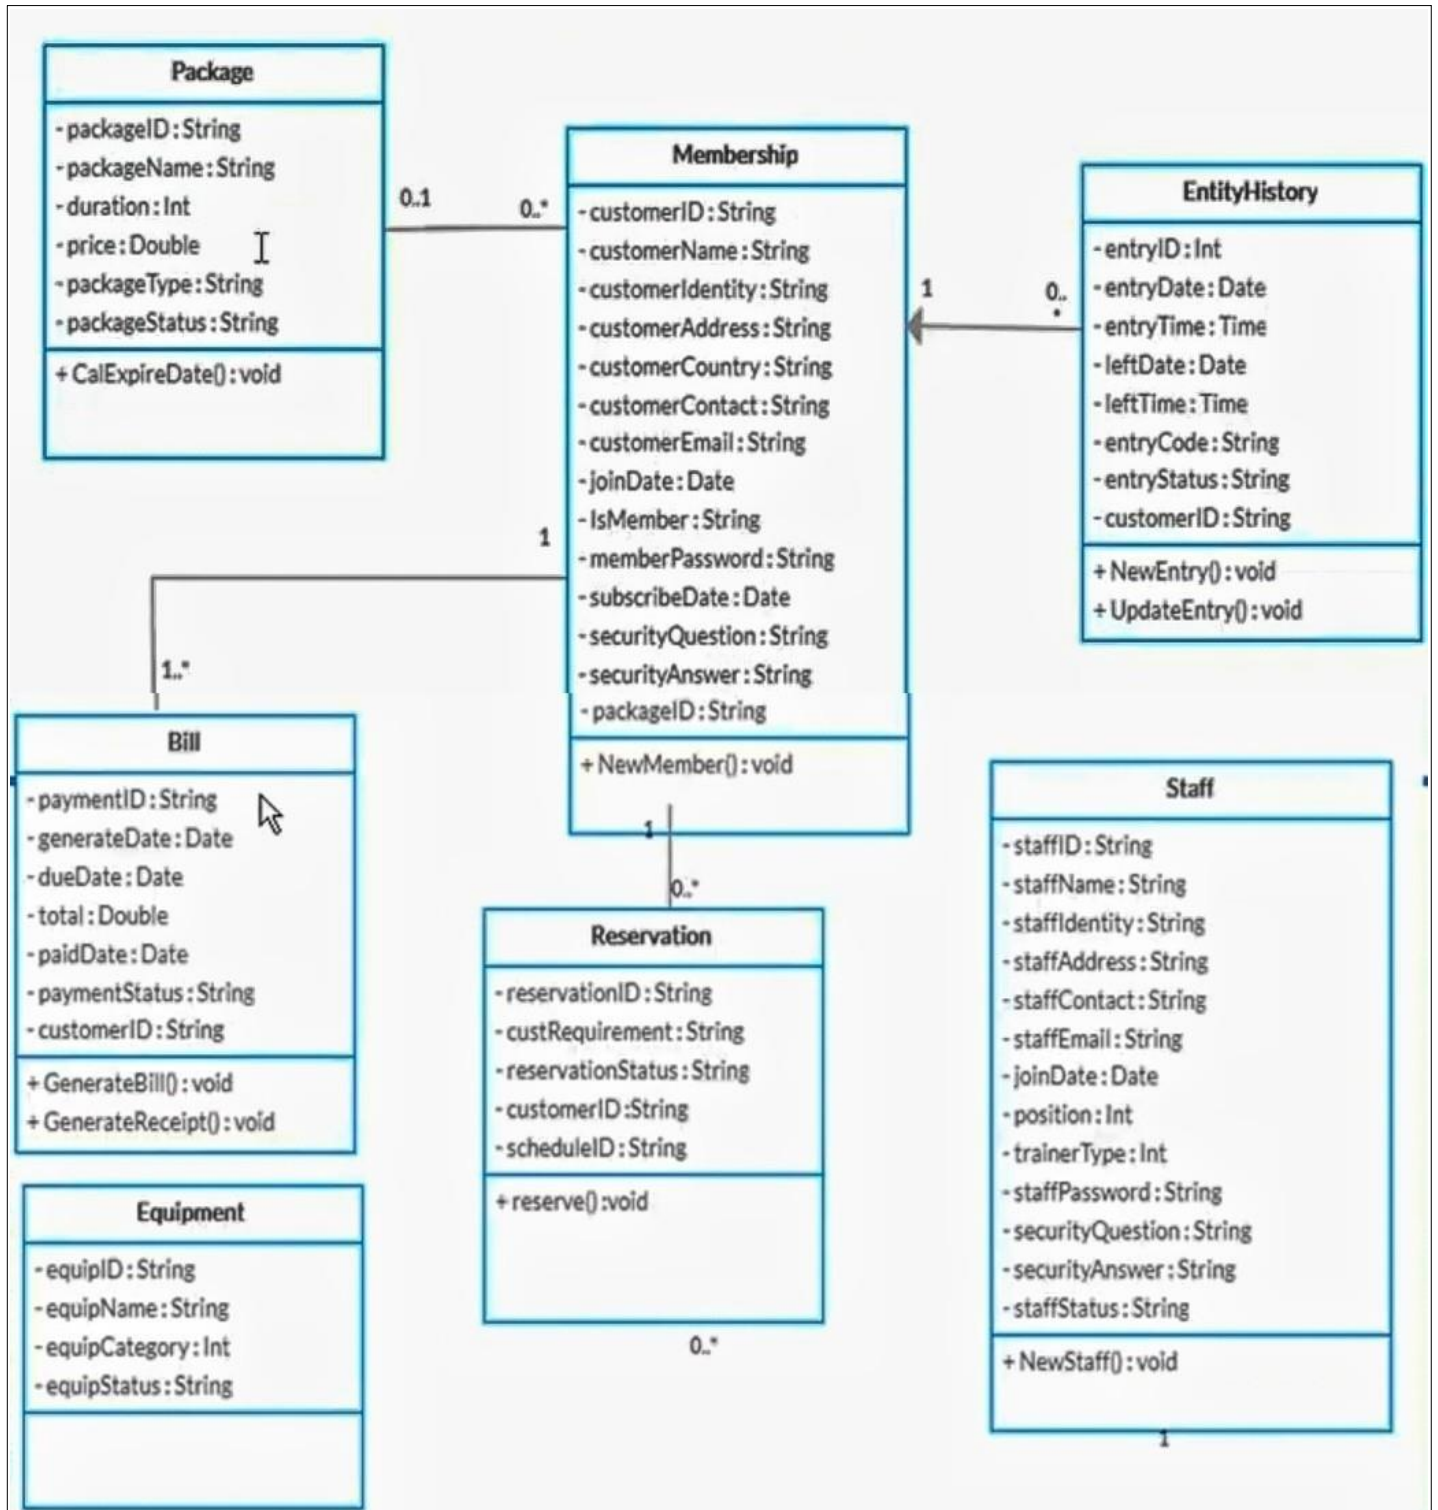 Package
- packageID : String
- packageName : String
- duration : Int
- price : Double
- packageType : String
- packageStatus : String
+ CalExpireDate() : void
0..1
0..*
Membership
- customerID : String
- customerName : String
- customerIdentity : String
- customerAddress : String
- customerCountry : String
- customerContact : String
- customerEmail : String
- joinDate : Date
- IsMember : String
- memberPassword : String
- subscribeDate : Date
- securityQuestion : String
- securityAnswer : String
- packageID : String
+ NewMember() : void
1
0..
*
EntityHistory
- entryID : Int
- entryDate : Date
- entryTime : Time
- leftDate : Date
- leftTime : Time
- entryCode : String
- entryStatus : String
- customerID : String
+ NewEntry() : void
+ UpdateEntry() : void
1
1..*
Bill
- paymentID : String
- generateDate : Date
- dueDate : Date
- total : Double
- paidDate : Date
- paymentStatus : String
- customerID : String
+ GenerateBill() : void
+ GenerateReceipt() : void
1
0..*
Reservation
- reservationID : String
- custRequirement : String
- reservationStatus : String
- customerID :String
- scheduleID : String
+ reserve() :void
0..*
Staff
- staffID : String
- staffName : String
- staffIdentity : String
- staffAddress : String
- staffContact : String
- staffEmail : String
- joinDate : Date
- position : Int
- trainerType : Int
- staffPassword : String
- securityQuestion : String
- securityAnswer : String
- staffStatus : String
+ NewStaff() : void
1
Equipment
- equipID : String
- equipName : String
- equipCategory : Int
- equipStatus : String